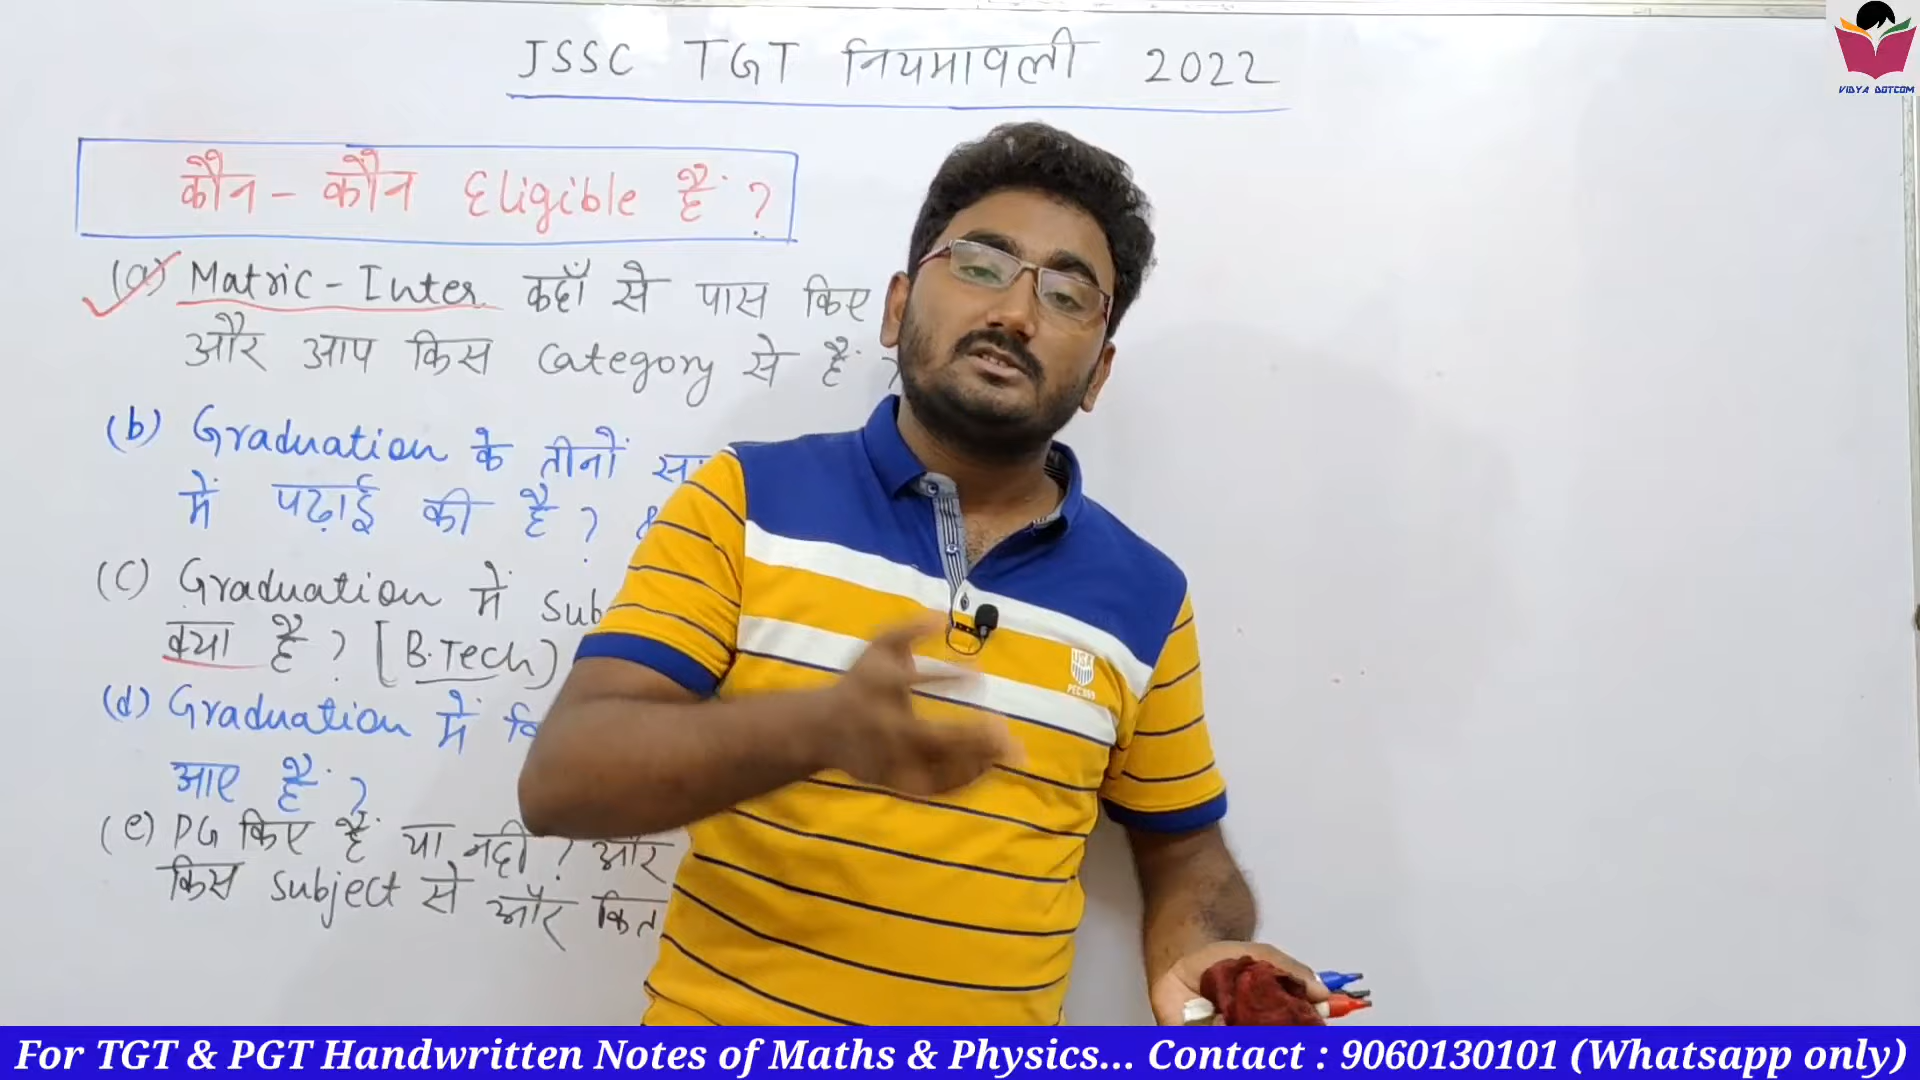 JSSC TGT नियमावली 2022
VIDYA DOTCOM
कौन - कौन Eligible हैं ?
(a) Matric - Inter कहाँ से पास किए
और आप किस Category से हैं ?
(b) Graduation के तीनों
में पढ़ाई की है ?
(c) Graduation में
क्या है ? [B.Tech)
(d) Graduation में
आए हैं ?
(e) PG किए हैं या नहीं ? और
किस subject से और
USA
For TGT & PGT Handwritten Notes of Maths & Physics... Contact : 9060130101 (Whatsapp only)